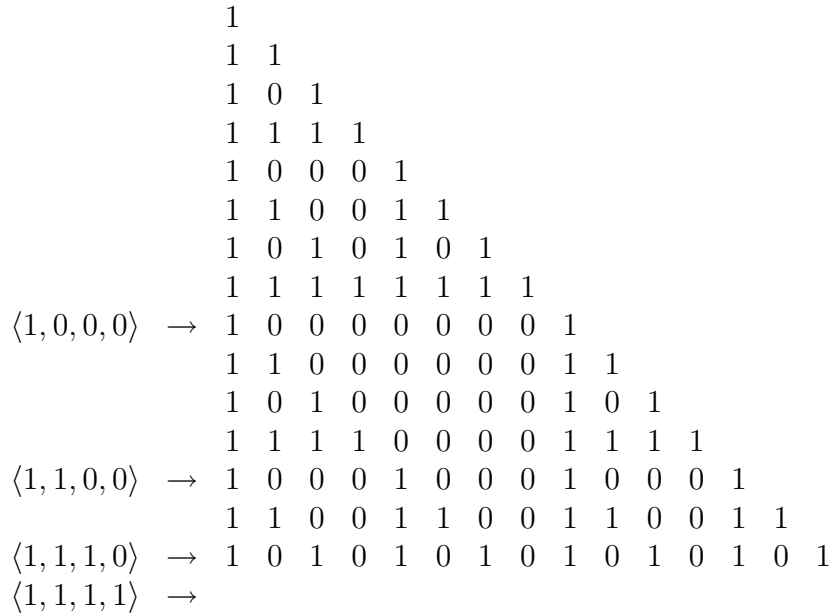 1
1 1
1 0 1
1 1 1 1
1 0 0 0 1
1 1 0 0 1 1
1 0 1 0 1 0 1
1 1 1 1 1 1 1 1
⟨1, 0, 0, 0⟩ → 1 0 0 0 0 0 0 0 1
1 1 0 0 0 0 0 0 1 1
1 0 1 0 0 0 0 0 1 0 1
1 1 1 1 0 0 0 0 1 1 1 1
⟨1, 1, 0, 0⟩ → 1 0 0 0 1 0 0 0 1 0 0 0 1
1 1 0 0 1 1 0 0 1 1 0 0 1 1
⟨1, 1, 1, 0⟩ → 1 0 1 0 1 0 1 0 1 0 1 0 1 0 1
⟨1, 1, 1, 1⟩ →